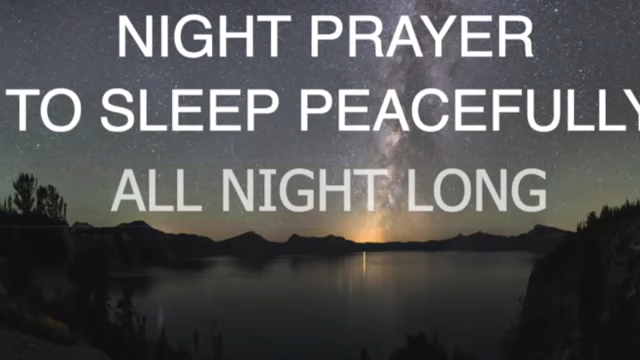 NIGHT PRAYER
TO SLEEP PEACEFULLY
ALL NIGHT LONG